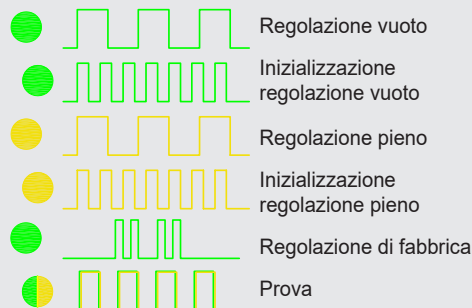 Regolazione vuoto
Inizializzazione
regolazione vuoto
Regolazione pieno
Inizializzazione
regolazione pieno
Regolazione di fabbrica
Prova